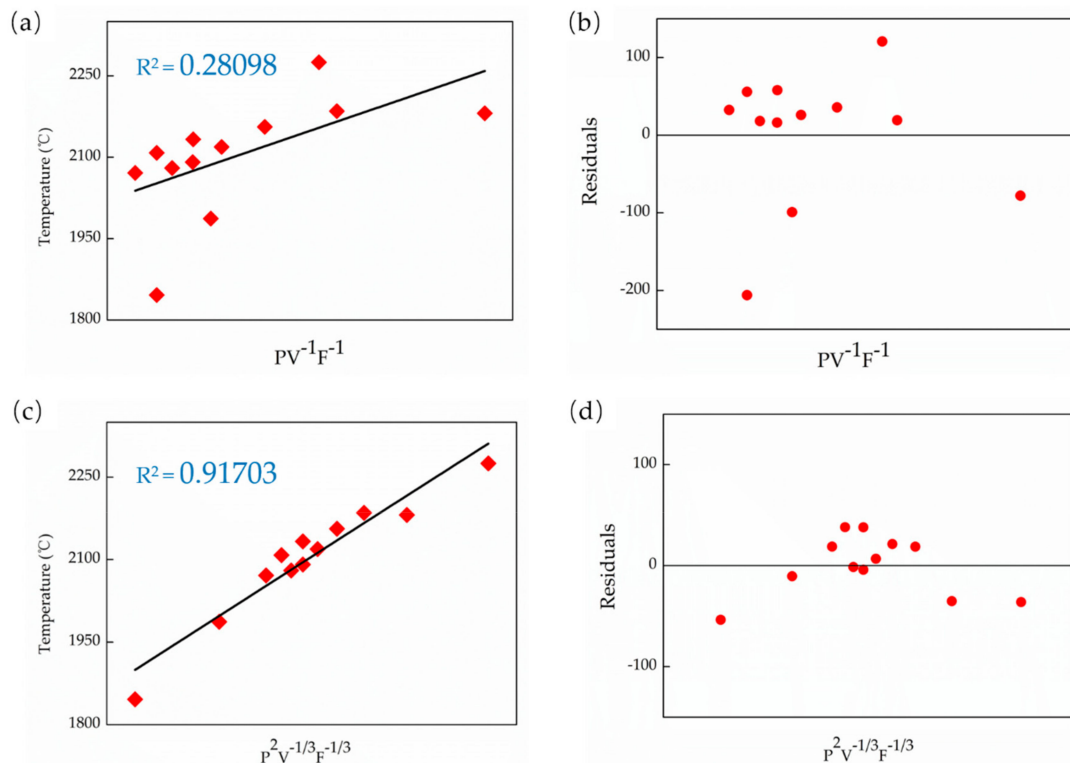 (a)
R² = 0.28098
Temperature (℃)
2250
2100
1950
1800
PV⁻¹F⁻¹
(b)
Residuals
100
0
-100
-200
PV⁻¹F⁻¹
(c)
R² = 0.91703
Temperature (℃)
2250
2100
1950
1800
P²V⁻¹/³F⁻¹/³
(d)
Residuals
100
0
-100
P²V⁻¹/³F⁻¹/³